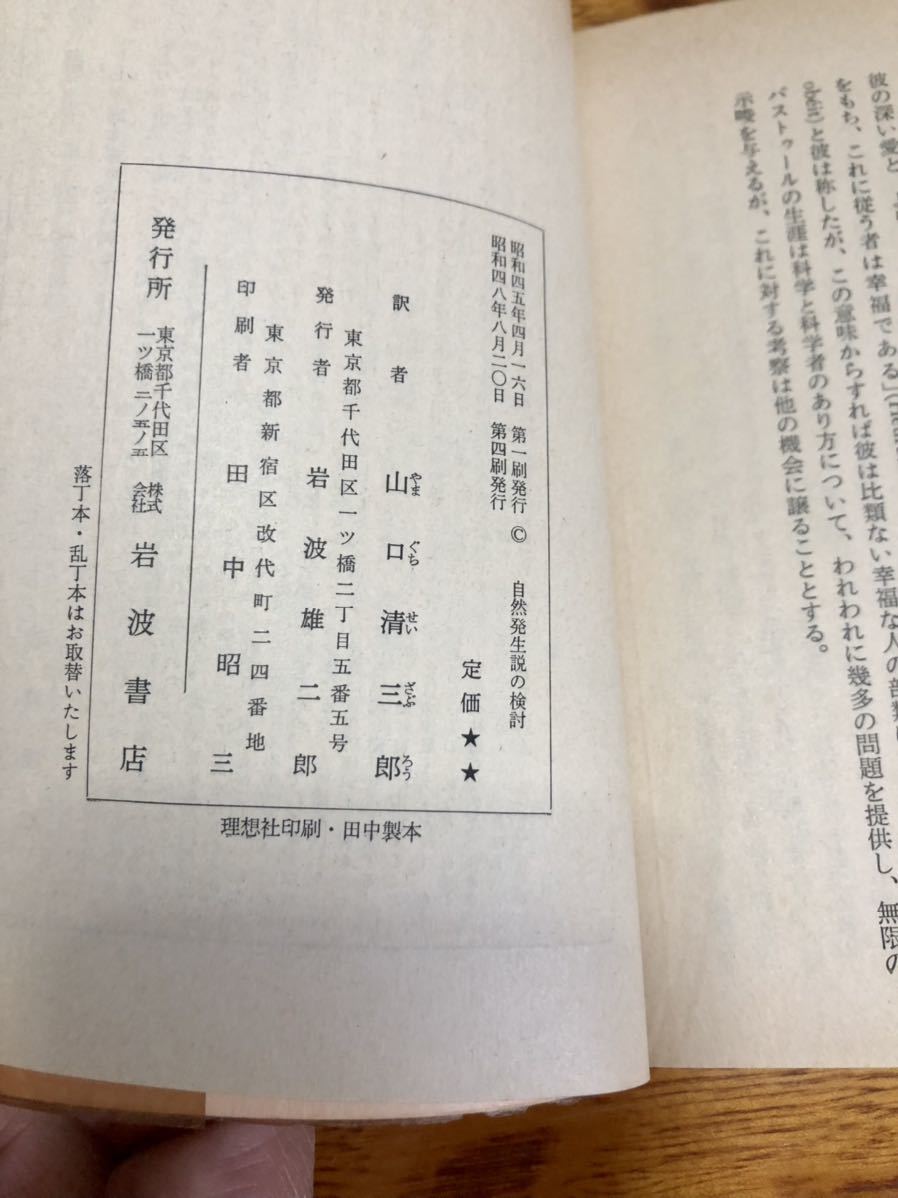 彼の深い愛と
をもち、これに従う者は幸福である」
と彼は称したが、この意味からすれば彼は比類ない幸福な人の部類
パストゥールの生涯は科学と科学者のあり方について、われわれに幾多の問題を提供し、無限の
示唆を与えるが、これに対する考察は他の機会に譲ることとする。
昭和四五年四月一六日 第一刷発行 © 自然発生説の検討
昭和四八年八月二〇日 第四刷発行
定価★★
訳者 山口清三郎
やま ぐち せい ざぶ ろう
東京都千代田区一ツ橋二丁目五番五号
発行者 岩波雄二郎
東京都新宿区改代町二四番地
印刷者 田中昭三
発行所 東京都千代田区
一ツ橋二ノ五ノ五
株式会社 岩波書店
落丁本・乱丁本はお取替いたします
理想社印刷・田中製本